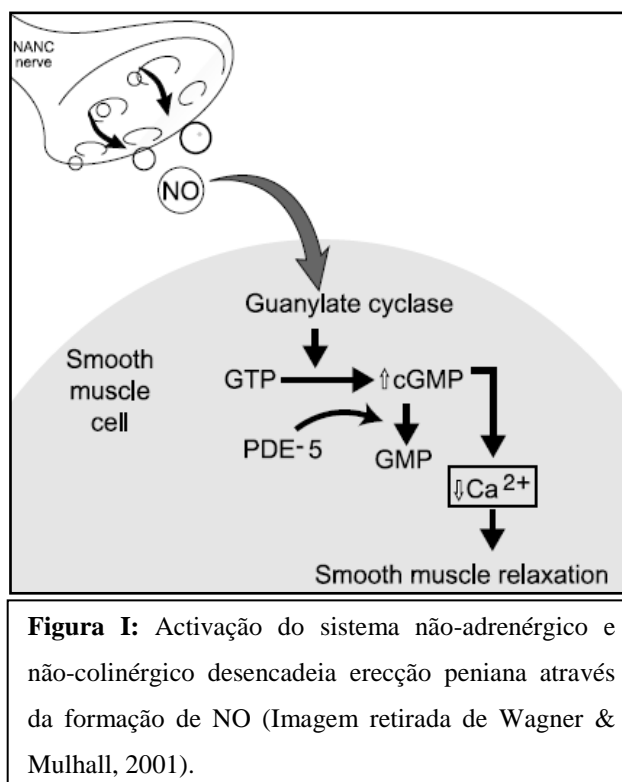 NANC
nerve
NO
Guanylate cyclase
Smooth
muscle
cell
GTP
⇧cGMP
PDE-5
GMP
⇩Ca²⁺
Smooth muscle relaxation
Figura I: Activação do sistema não-adrenérgico e
não-colinérgico desencadeia erecção peniana através
da formação de NO (Imagem retirada de Wagner &
Mulhall, 2001).